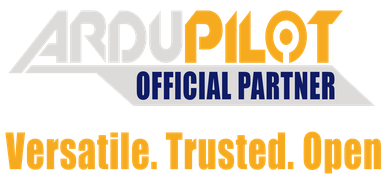 ARDUPILOT
OFFICIAL PARTNER
Versatile. Trusted. Open